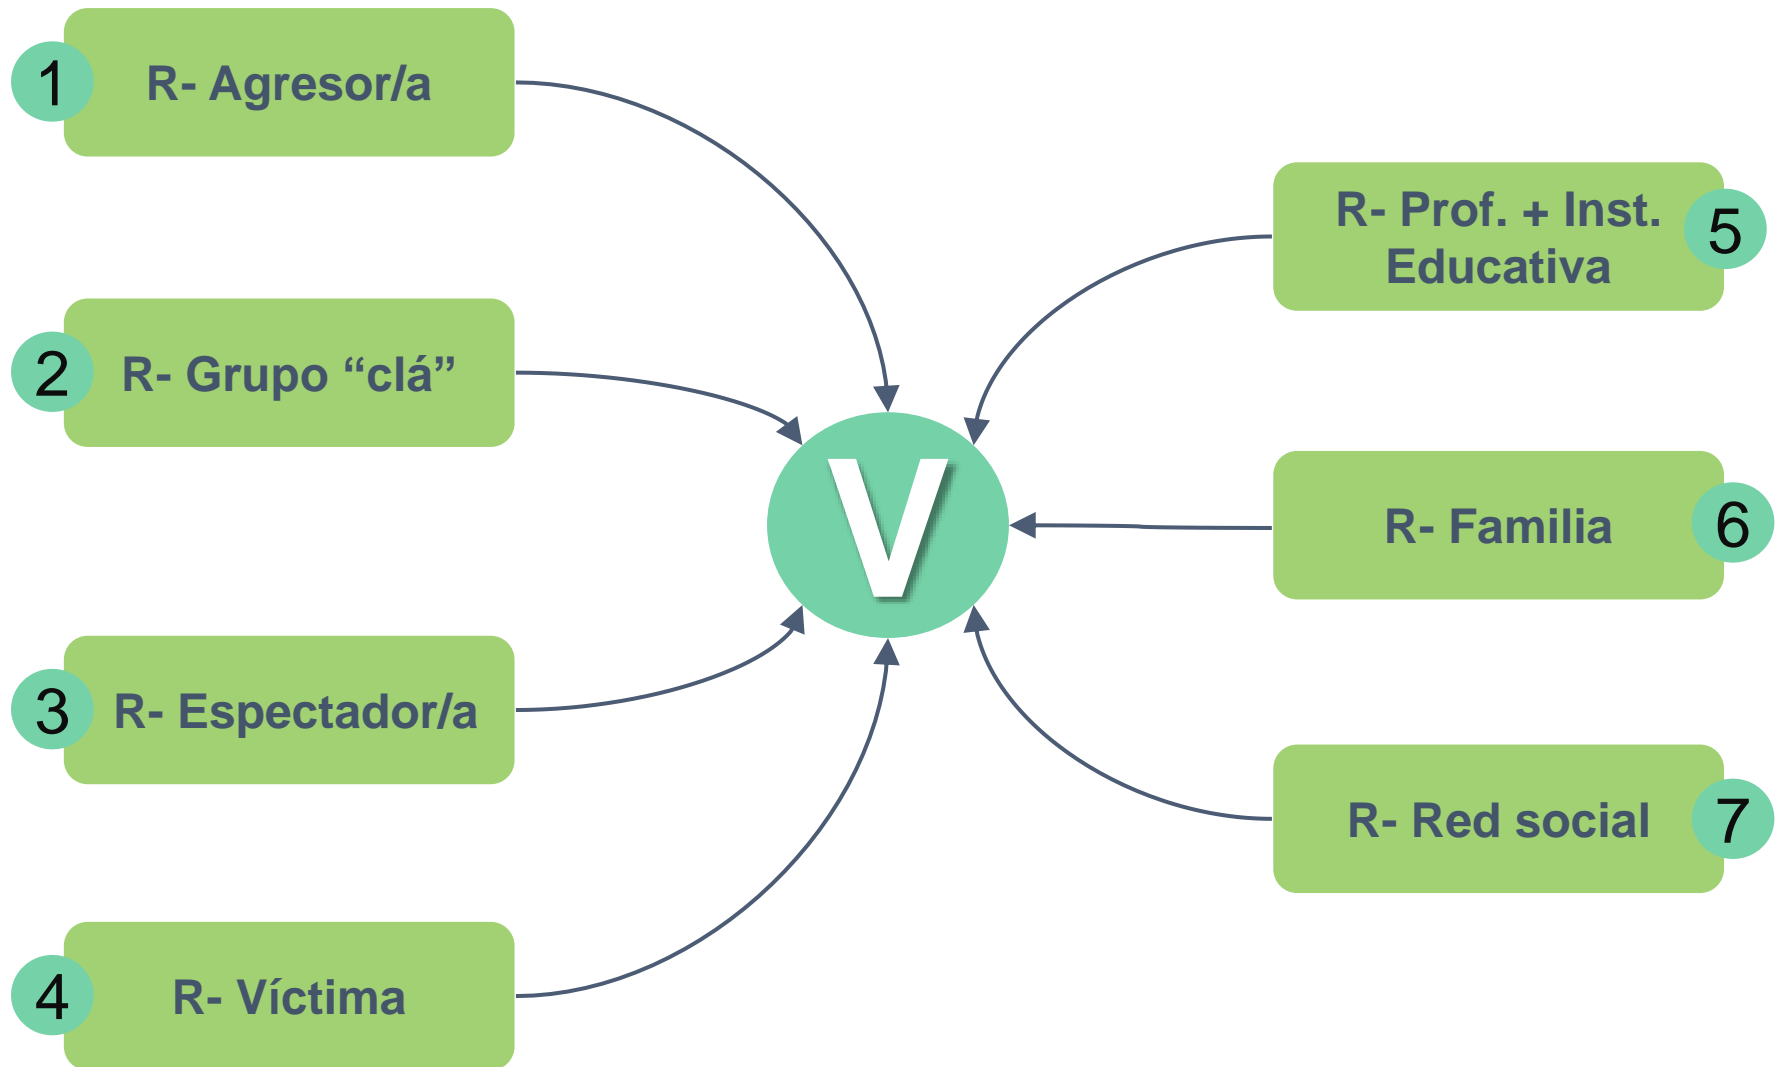 1
R- Agresor/a
2
R- Grupo “clá”
3
R- Espectador/a
4
R- Víctima
V
R- Prof. + Inst.
Educativa
5
R- Familia
6
R- Red social
7